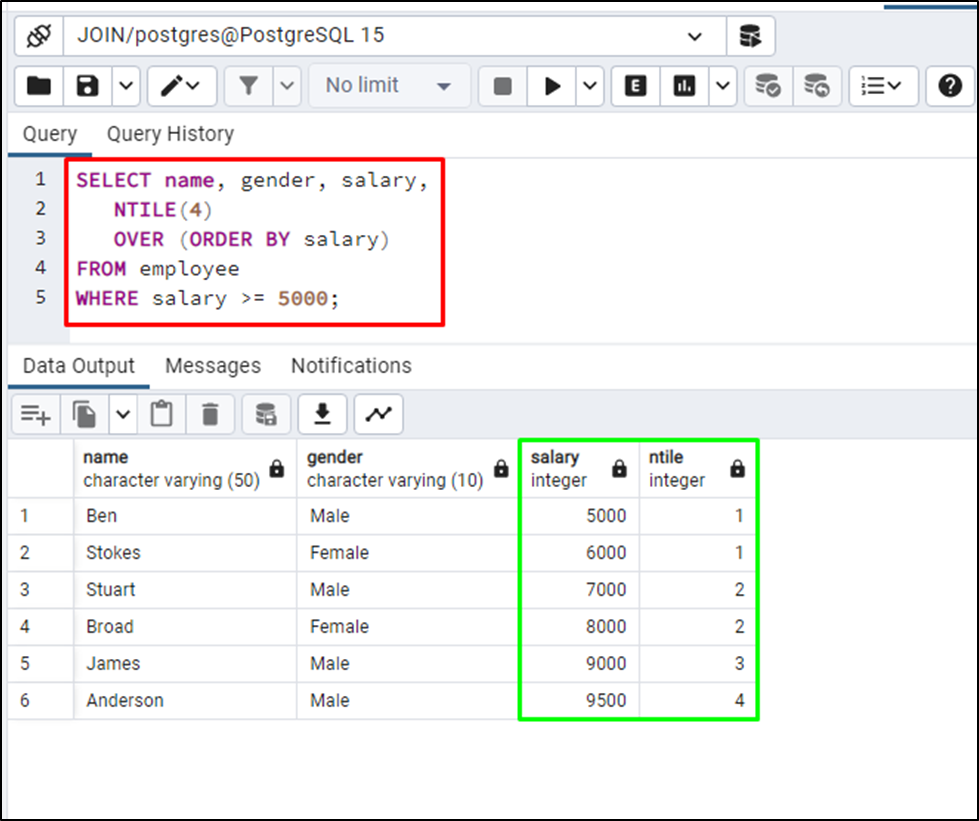 JOIN/postgres@PostgreSQL 15
No limit
E
?
Query Query History
1 SELECT name, gender, salary,
2 NTILE(4)
3 OVER (ORDER BY salary)
4 FROM employee
5 WHERE salary >= 5000;
Data Output Messages Notifications
name gender salary ntile
character varying (50) character varying (10) integer integer
1 Ben Male 5000 1
2 Stokes Female 6000 1
3 Stuart Male 7000 2
4 Broad Female 8000 2
5 James Male 9000 3
6 Anderson Male 9500 4